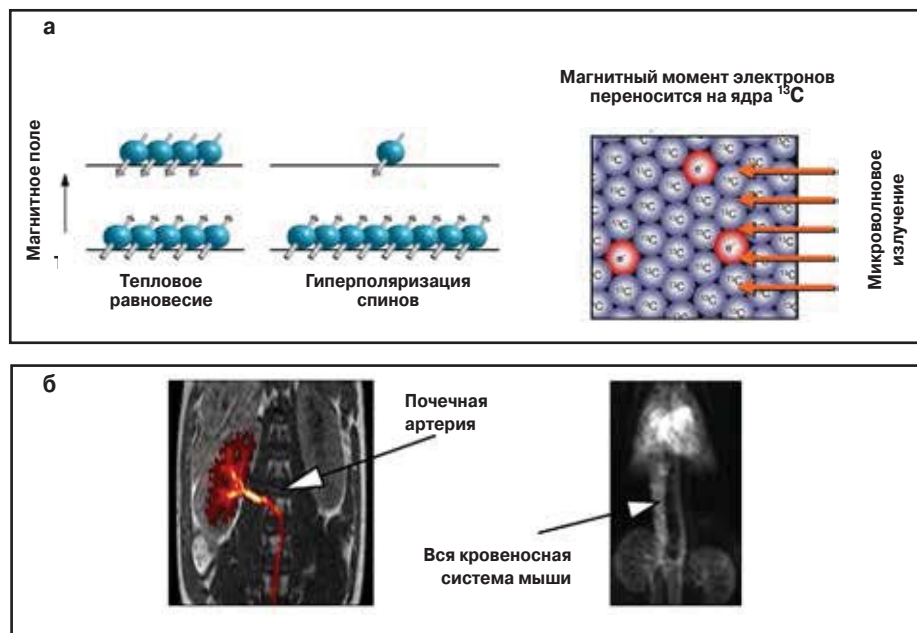 а
Магнитное поле
Тепловое
равновесие
Гиперполяризация
спинов
Магнитный момент электронов
переносится на ядра ¹³C
¹³C
e⁻
Микроволновое
излучение
б
Почечная
артерия
Вся кровеносная
система мыши